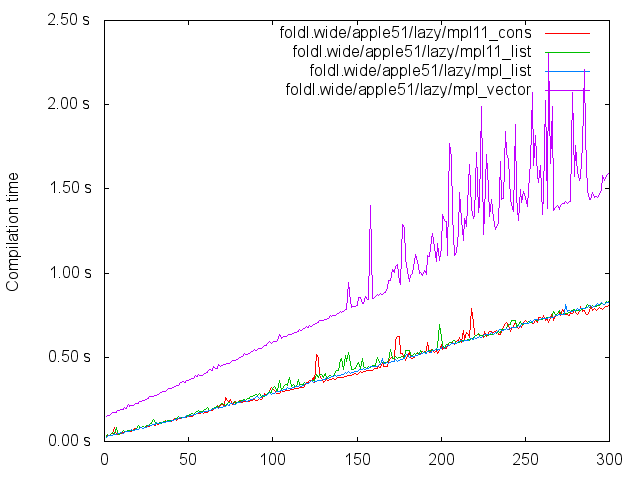 2.50 s
foldl.wide/apple51/lazy/mpl11_cons
foldl.wide/apple51/lazy/mpl11_list
foldl.wide/apple51/lazy/mpl_list
foldl.wide/apple51/lazy/mpl_vector
2.00 s
1.50 s
Compilation time
1.00 s
0.50 s
0.00 s
0 50 100 150 200 250 300